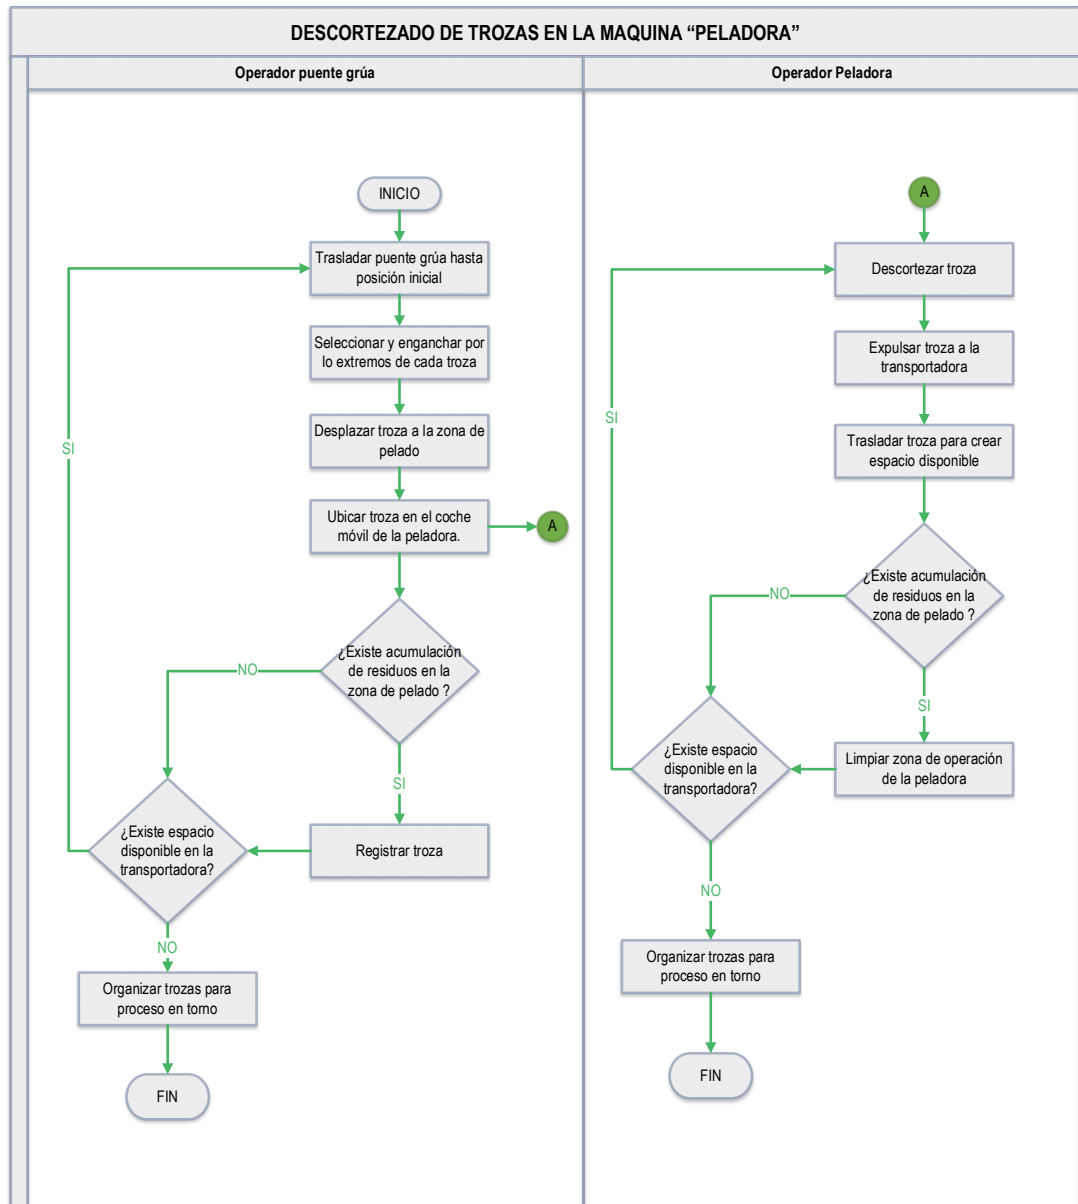 DESCORTEZADO DE TROZAS EN LA MAQUINA “PELADORA”
Operador puente grúa
Operador Peladora
INICIO
Trasladar puente grúa hasta
posición inicial
Seleccionar y enganchar por
lo extremos de cada troza
Desplazar troza a la zona de
pelado
Ubicar troza en el coche
móvil de la peladora.
A
¿Existe acumulación
de residuos en la
zona de pelado ?
NO
SI
Registrar troza
¿Existe espacio
disponible en la
transportadora?
SI
NO
Organizar trozas para
proceso en torno
FIN
A
Descortezar troza
Expulsar troza a la
transportadora
Trasladar troza para crear
espacio disponible
¿Existe acumulación
de residuos en la
zona de pelado ?
NO
SI
Limpiar zona de operación
de la peladora
¿Existe espacio
disponible en la
transportadora?
SI
NO
Organizar trozas para
proceso en torno
FIN